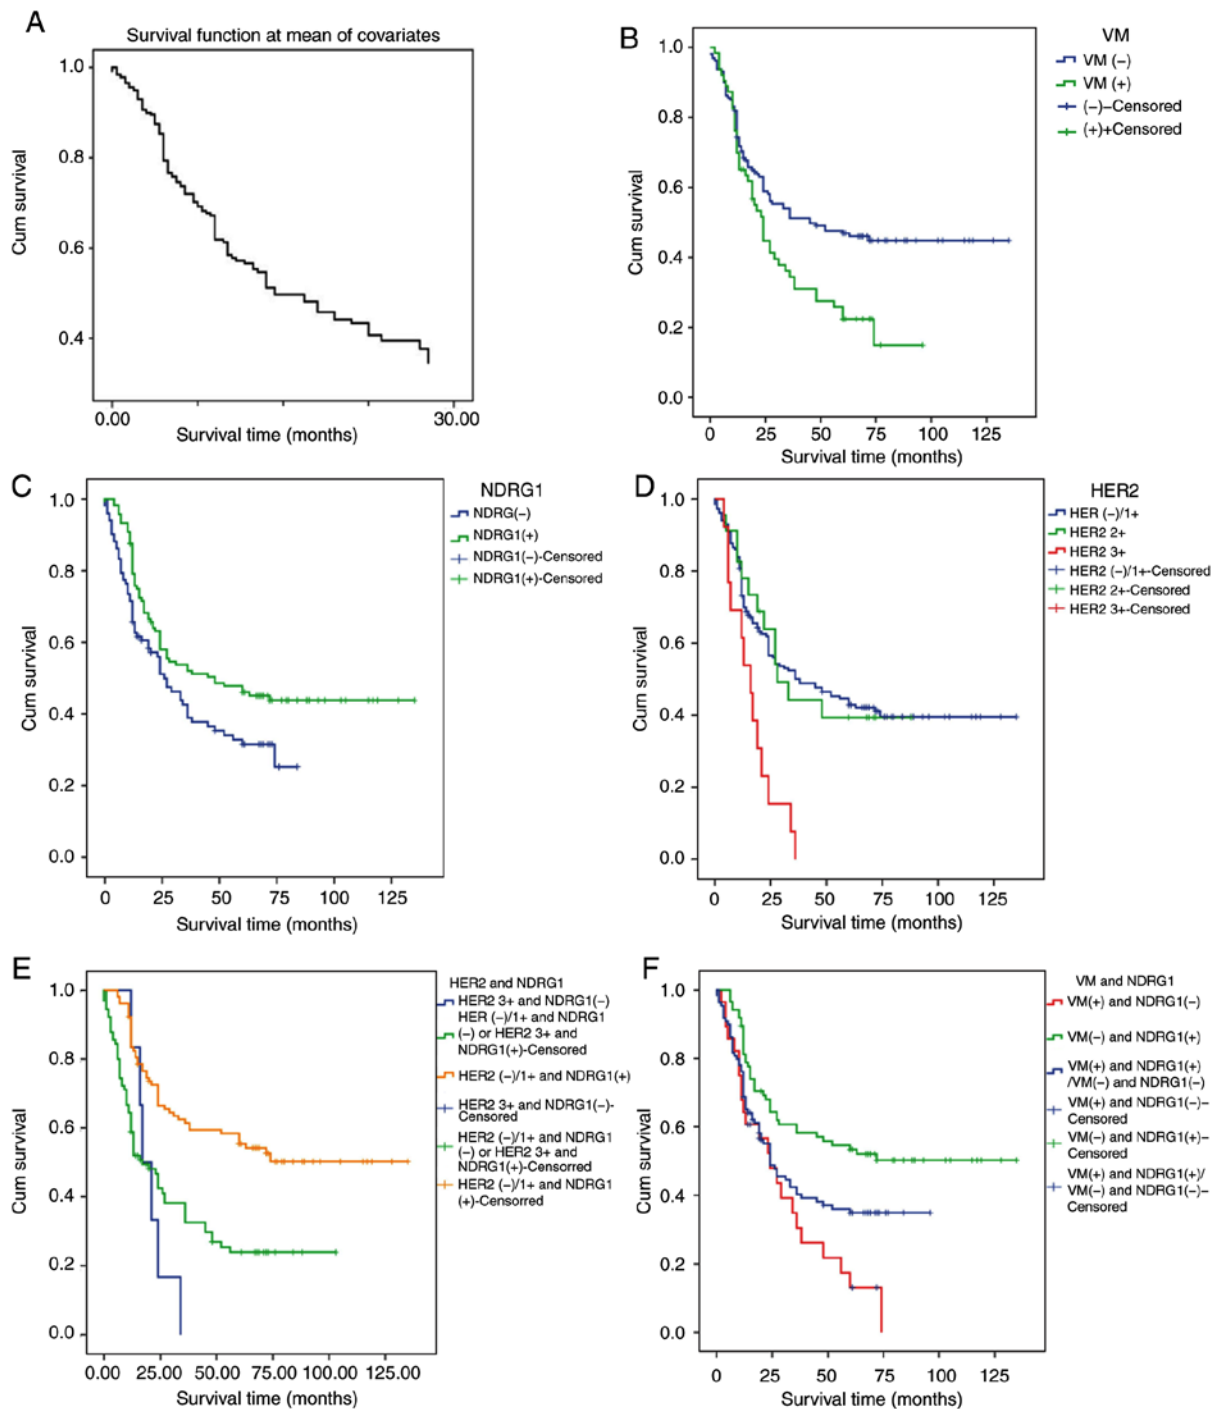 A
Survival function at mean of covariates
1.0
0.8
0.6
0.4
Cum survival
0.00
30.00
Survival time (months)
B
VM
VM (−)
VM (+)
(−)−Censored
(+)+Censored
1.0
0.8
0.6
0.4
0.2
0.0
Cum survival
0 25 50 75 100 125
Survival time (months)
C
NDRG1
NDRG(−)
NDRG1(+)
NDRG1(−)-Censored
NDRG1(+)-Censored
1.0
0.8
0.6
0.4
0.2
0.0
Cum survival
0 25 50 75 100 125
Survival time (months)
D
HER2
HER (−)/1+
HER2 2+
HER2 3+
HER2 (−)/1+-Censored
HER2 2+-Censored
HER2 3+-Censored
1.0
0.8
0.6
0.4
0.2
0.0
Cum survival
0 25 50 75 100 125
Survival time (months)
E
HER2 and NDRG1
HER2 3+ and NDRG1(−)
HER (−)/1+ and NDRG1
(−) or HER2 3+ and
NDRG1(+)-Censored
HER2 (−)/1+ and NDRG1(+)
HER2 3+ and NDRG1(−)-
Censored
HER2 (−)/1+ and NDRG1
(−) or HER2 3+ and
NDRG1(+)-Censorred
HER2 (−)/1+ and NDRG1
(+)-Censorred
1.0
0.8
0.6
0.4
0.2
0.0
Cum survival
0.00 25.00 50.00 75.00 100.00 125.00
Survival time (months)
F
VM and NDRG1
VM(+) and NDRG1(−)
VM(−) and NDRG1(+)
VM(+) and NDRG1(+)
/VM(−) and NDRG1(−)
VM(+) and NDRG1(−)−
Censored
VM(−) and NDRG1(+)−
Censored
VM(+) and NDRG1(+)/
VM(−) and NDRG1(−)−
Censored
1.0
0.8
0.6
0.4
0.2
0.0
Cum survival
0 25 50 75 100 125
Survival time (months)